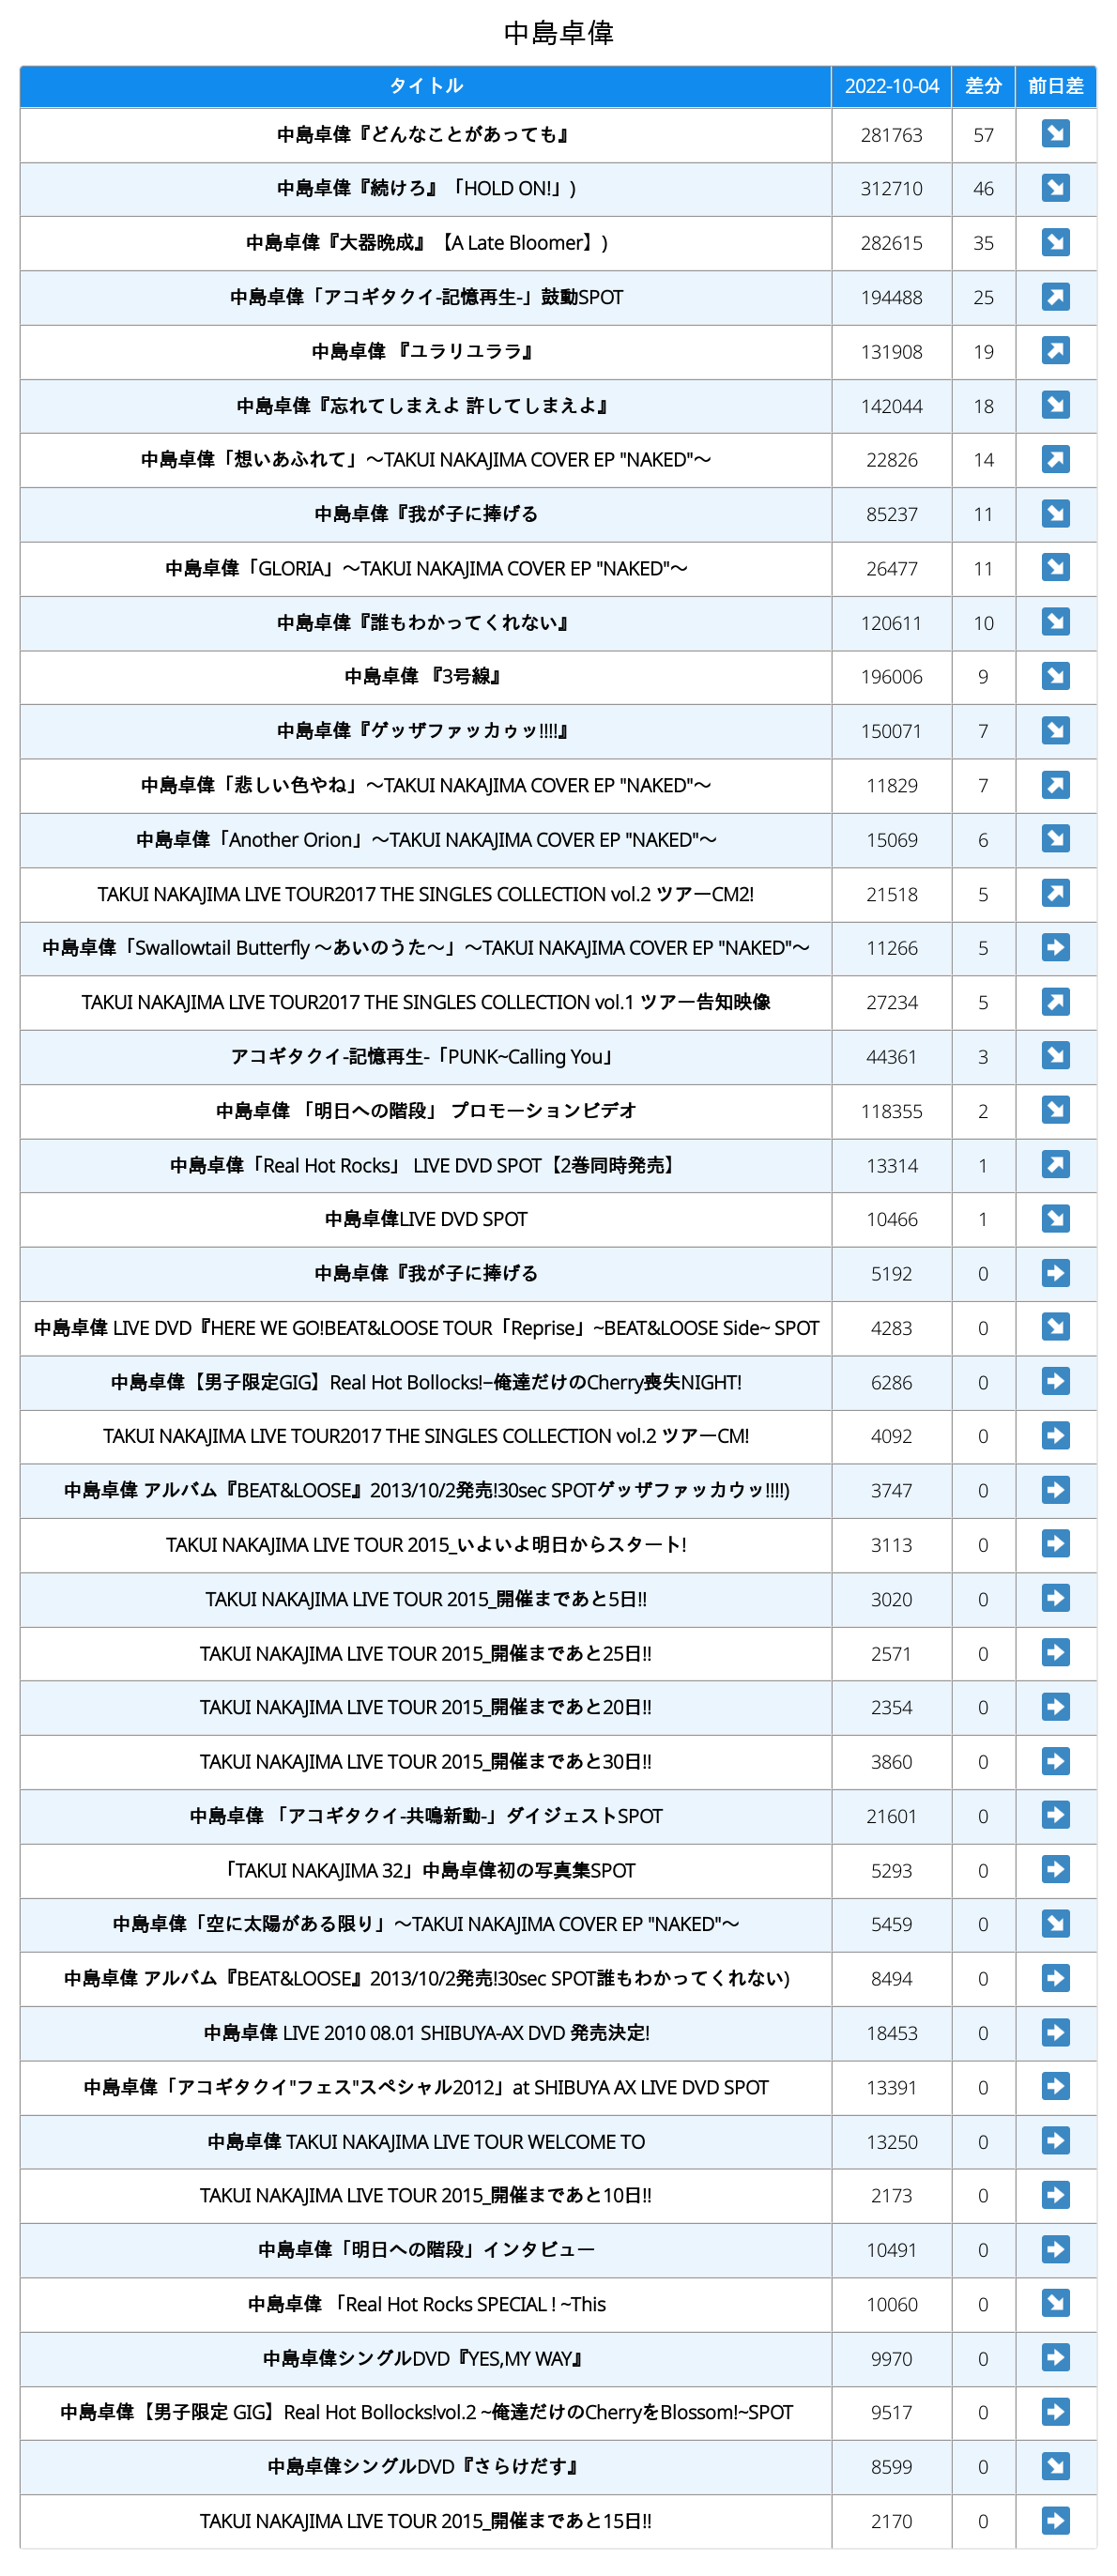 中島卓偉
タイトル 2022-10-04 差分 前日差
中島卓偉『どんなことがあっても』 281763 57 ↘
中島卓偉『続けろ』「HOLD ON!」) 312710 46 ↘
中島卓偉『大器晩成』【A Late Bloomer】) 282615 35 ↘
中島卓偉「アコギタクイ-記憶再生-」鼓動SPOT 194488 25 ↗
中島卓偉 『ユラリユララ』 131908 19 ↗
中島卓偉『忘れてしまえよ 許してしまえよ』 142044 18 ↘
中島卓偉「想いあふれて」〜TAKUI NAKAJIMA COVER EP "NAKED"〜 22826 14 ↗
中島卓偉『我が子に捧げる 85237 11 ↘
中島卓偉「GLORIA」〜TAKUI NAKAJIMA COVER EP "NAKED"〜 26477 11 ↘
中島卓偉『誰もわかってくれない』 120611 10 ↘
中島卓偉 『3号線』 196006 9 ↘
中島卓偉『ゲッザファッカゥッ!!!!』 150071 7 ↘
中島卓偉「悲しい色やね」〜TAKUI NAKAJIMA COVER EP "NAKED"〜 11829 7 ↗
中島卓偉「Another Orion」〜TAKUI NAKAJIMA COVER EP "NAKED"〜 15069 6 ↘
TAKUI NAKAJIMA LIVE TOUR2017 THE SINGLES COLLECTION vol.2 ツアーCM2! 21518 5 ↗
中島卓偉「Swallowtail Butterfly 〜あいのうた〜」〜TAKUI NAKAJIMA COVER EP "NAKED"〜 11266 5 ➡
TAKUI NAKAJIMA LIVE TOUR2017 THE SINGLES COLLECTION vol.1 ツアー告知映像 27234 5 ↗
アコギタクイ-記憶再生-「PUNK~Calling You」 44361 3 ↘
中島卓偉 「明日への階段」 プロモーションビデオ 118355 2 ↘
中島卓偉「Real Hot Rocks」 LIVE DVD SPOT【2巻同時発売】 13314 1 ↗
中島卓偉LIVE DVD SPOT 10466 1 ↘
中島卓偉『我が子に捧げる 5192 0 ➡
中島卓偉 LIVE DVD『HERE WE GO!BEAT&LOOSE TOUR「Reprise」~BEAT&LOOSE Side~ SPOT 4283 0 ↘
中島卓偉【男子限定GIG】Real Hot Bollocks!−俺達だけのCherry喪失NIGHT! 6286 0 ➡
TAKUI NAKAJIMA LIVE TOUR2017 THE SINGLES COLLECTION vol.2 ツアーCM! 4092 0 ➡
中島卓偉 アルバム『BEAT&LOOSE』2013/10/2発売!30sec SPOTゲッザファッカウッ!!!!) 3747 0 ➡
TAKUI NAKAJIMA LIVE TOUR 2015_いよいよ明日からスタート! 3113 0 ➡
TAKUI NAKAJIMA LIVE TOUR 2015_開催まであと5日!! 3020 0 ➡
TAKUI NAKAJIMA LIVE TOUR 2015_開催まであと25日!! 2571 0 ➡
TAKUI NAKAJIMA LIVE TOUR 2015_開催まであと20日!! 2354 0 ➡
TAKUI NAKAJIMA LIVE TOUR 2015_開催まであと30日!! 3860 0 ➡
中島卓偉 「アコギタクイ-共鳴新動-」ダイジェストSPOT 21601 0 ➡
「TAKUI NAKAJIMA 32」中島卓偉初の写真集SPOT 5293 0 ➡
中島卓偉「空に太陽がある限り」〜TAKUI NAKAJIMA COVER EP "NAKED"〜 5459 0 ↘
中島卓偉 アルバム『BEAT&LOOSE』2013/10/2発売!30sec SPOT誰もわかってくれない) 8494 0 ➡
中島卓偉 LIVE 2010 08.01 SHIBUYA-AX DVD 発売決定! 18453 0 ➡
中島卓偉「アコギタクイ"フェス"スペシャル2012」at SHIBUYA AX LIVE DVD SPOT 13391 0 ➡
中島卓偉 TAKUI NAKAJIMA LIVE TOUR WELCOME TO 13250 0 ➡
TAKUI NAKAJIMA LIVE TOUR 2015_開催まであと10日!! 2173 0 ➡
中島卓偉「明日への階段」インタビュー 10491 0 ➡
中島卓偉 「Real Hot Rocks SPECIAL ! ~This 10060 0 ↘
中島卓偉シングルDVD『YES,MY WAY』 9970 0 ➡
中島卓偉【男子限定 GIG】Real Hot Bollocks!vol.2 ~俺達だけのCherryをBlossom!~SPOT 9517 0 ➡
中島卓偉シングルDVD『さらけだす』 8599 0 ↘
TAKUI NAKAJIMA LIVE TOUR 2015_開催まであと15日!! 2170 0 ➡